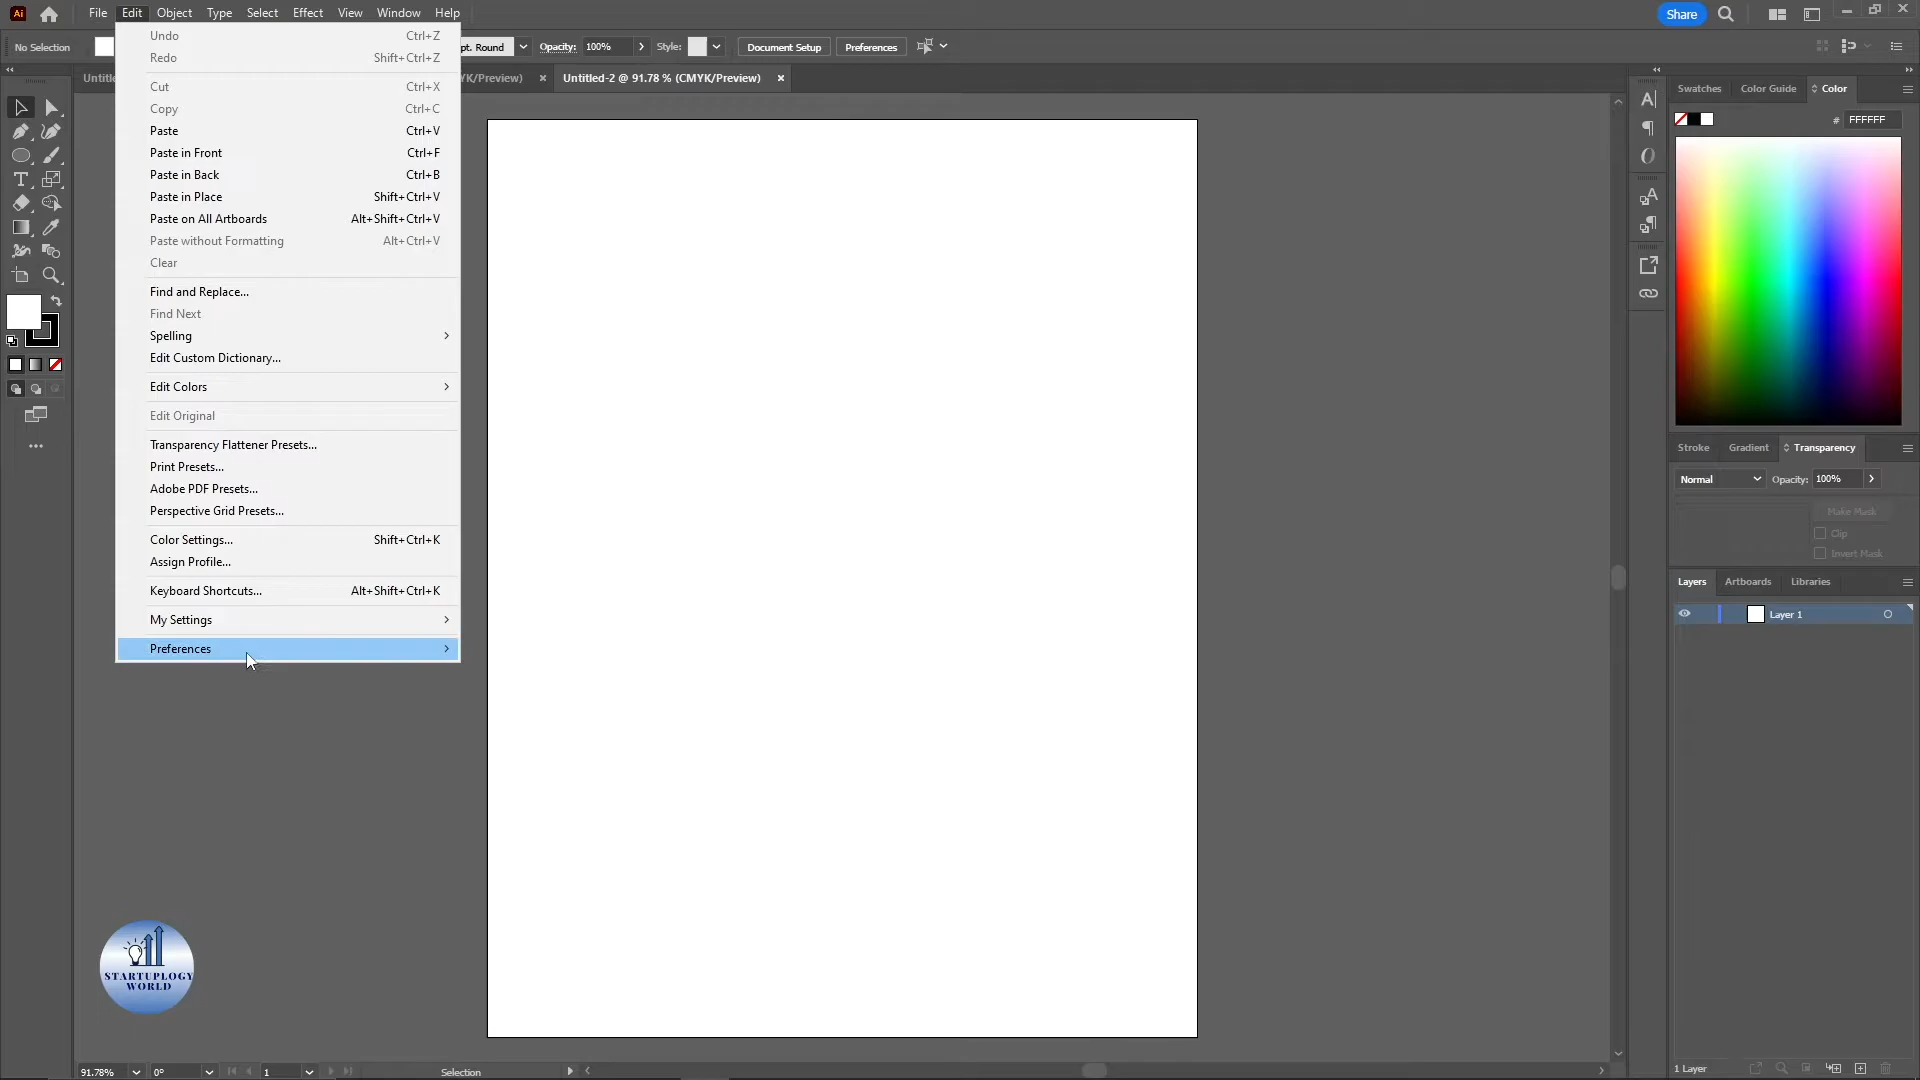 Ai File Edit Object Type Select Effect View Window Help Share
No Selection pt. Round Opacity: 100% Style: Document Setup Preferences
Untitle YK/Preview) × Untitled-2 @ 91.78 % (CMYK/Preview) ×
Undo Ctrl+Z
Redo Shift+Ctrl+Z
Cut Ctrl+X
Copy Ctrl+C
Paste Ctrl+V
Paste in Front Ctrl+F
Paste in Back Ctrl+B
Paste in Place Shift+Ctrl+V
Paste on All Artboards Alt+Shift+Ctrl+V
Paste without Formatting Alt+Ctrl+V
Clear
Find and Replace...
Find Next
Spelling
Edit Custom Dictionary...
Edit Colors
Edit Original
Transparency Flattener Presets...
Print Presets...
Adobe PDF Presets...
Perspective Grid Presets...
Color Settings... Shift+Ctrl+K
Assign Profile...
Keyboard Shortcuts... Alt+Shift+Ctrl+K
My Settings
Preferences
Swatches Color Guide Color
# FFFFFF
Stroke Gradient Transparency
Normal Opacity: 100%
Make Mask
Clip
Invert Mask
Layers Artboards Libraries
Layer 1
STARTUPLOGY
WORLD
91.78% 0° 1 Selection
1 Layer